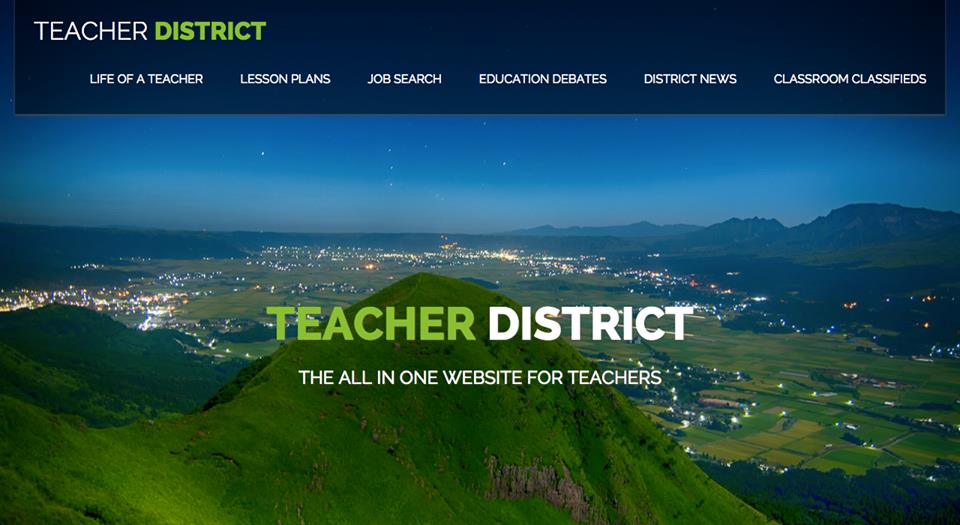 TEACHER DISTRICT
LIFE OF A TEACHER LESSON PLANS JOB SEARCH EDUCATION DEBATES DISTRICT NEWS CLASSROOM CLASSIFIEDS
TEACHER DISTRICT
THE ALL IN ONE WEBSITE FOR TEACHERS